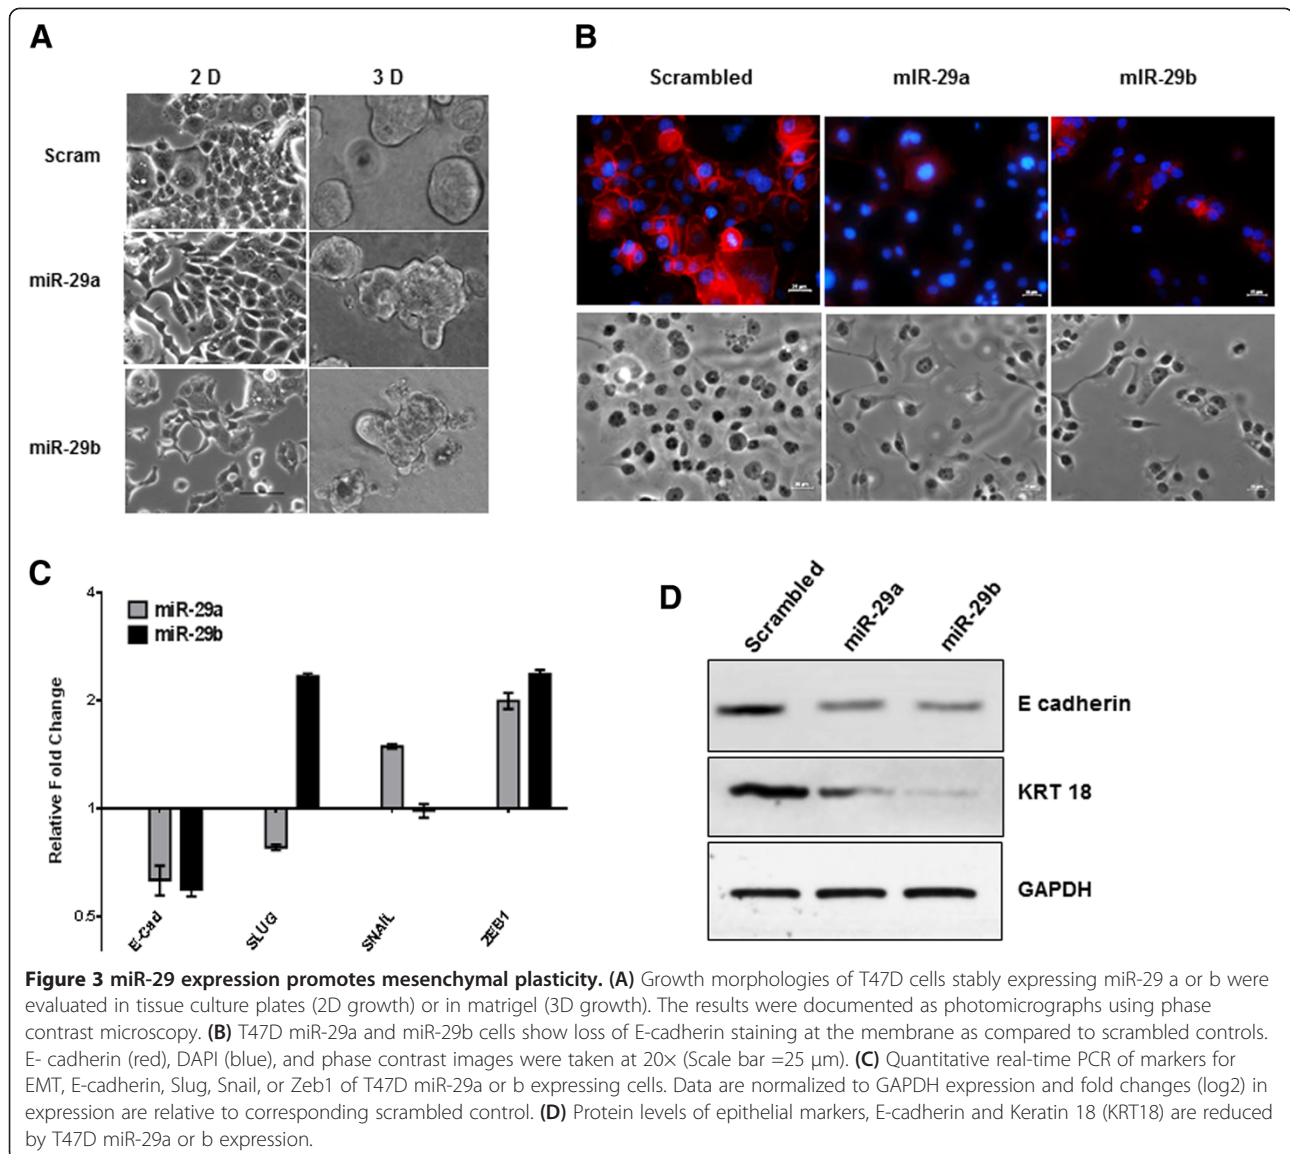 A
2 D
3 D
Scram
miR-29a
miR-29b
B
Scrambled
mIR-29a
mIR-29b
C
4
2
1
0.5
Relative Fold Change
miR-29a
miR-29b
E-Cad
SLUG
SNAIL
ZEB1
D
Scrambled
miR-29a
miR-29b
E cadherin
KRT 18
GAPDH
Figure 3 miR-29 expression promotes mesenchymal plasticity. (A) Growth morphologies of T47D cells stably expressing miR-29 a or b were
evaluated in tissue culture plates (2D growth) or in matrigel (3D growth). The results were documented as photomicrographs using phase
contrast microscopy. (B) T47D miR-29a and miR-29b cells show loss of E-cadherin staining at the membrane as compared to scrambled controls.
E- cadherin (red), DAPI (blue), and phase contrast images were taken at 20× (Scale bar =25 μm). (C) Quantitative real-time PCR of markers for
EMT, E-cadherin, Slug, Snail, or Zeb1 of T47D miR-29a or b expressing cells. Data are normalized to GAPDH expression and fold changes (log2) in
expression are relative to corresponding scrambled control. (D) Protein levels of epithelial markers, E-cadherin and Keratin 18 (KRT18) are reduced
by T47D miR-29a or b expression.